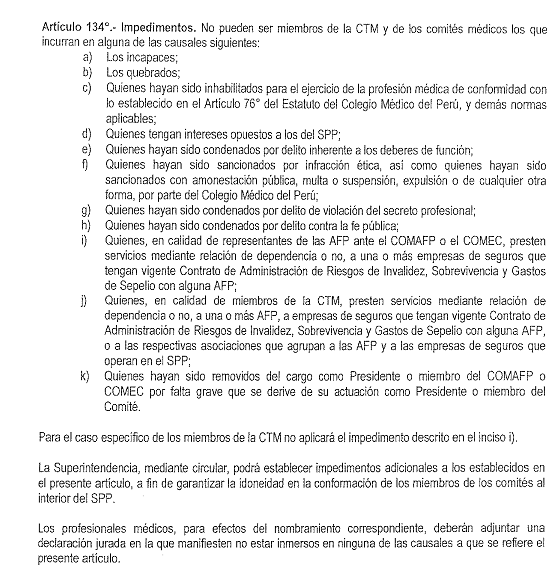 Artículo 134°.- Impedimentos. No pueden ser miembros de la CTM y de los comités médicos los que
incurran en alguna de las causales siguientes:
a) Los incapaces;
b) Los quebrados;
c) Quienes hayan sido inhabilitados para el ejercicio de la profesión médica de conformidad con
lo establecido en el Artículo 76° del Estatuto del Colegio Médico del Perú, y demás normas
aplicables;
d) Quienes tengan intereses opuestos a los del SPP;
e) Quienes hayan sido condenados por delito inherente a los deberes de función;
f) Quienes hayan sido sancionados por infracción ética, así como quienes hayan sido
sancionados con amonestación pública, multa o suspensión, expulsión o de cualquier otra
forma, por parte del Colegio Médico del Perú;
g) Quienes hayan sido condenados por delito de violación del secreto profesional;
h) Quienes hayan sido condenados por delito contra la fe pública;
i) Quienes, en calidad de representantes de las AFP ante el COMAFP o el COMEC, presten
servicios mediante relación de dependencia o no, a una o más empresas de seguros que
tengan vigente Contrato de Administración de Riesgos de Invalidez, Sobrevivencia y Gastos
de Sepelio con alguna AFP;
j) Quienes, en calidad de miembros de la CTM, presten servicios mediante relación de
dependencia o no, a una o más AFP, a empresas de seguros que tengan vigente Contrato de
Administración de Riesgos de Invalidez, Sobrevivencia y Gastos de Sepelio con alguna AFP,
o a las respectivas asociaciones que agrupan a las AFP y a las empresas de seguros que
operan en el SPP;
k) Quienes hayan sido removidos del cargo como Presidente o miembro del COMAFP o
COMEC por falta grave que se derive de su actuación como Presidente o miembro del
Comité.
Para el caso específico de los miembros de la CTM no aplicará el impedimento descrito en el inciso i).
La Superintendencia, mediante circular, podrá establecer impedimentos adicionales a los establecidos en
el presente artículo, a fin de garantizar la idoneidad en la conformación de los miembros de los comités al
interior del SPP.
Los profesionales médicos, para efectos del nombramiento correspondiente, deberán adjuntar una
declaración jurada en la que manifiesten no estar inmersos en ninguna de las causales a que se refiere el
presente artículo.